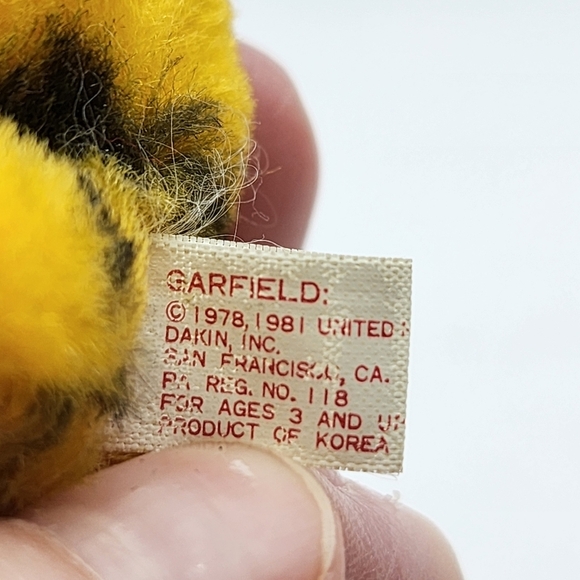 GARFIELD:
© 1978, 1981 UNITED
DAKIN, INC.
SAN FRANCISCO, CA.
PA REG. NO. 118
FOR AGES 3 AND
PRODUCT OF KOREA